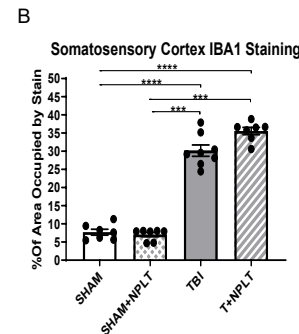 B
Somatosensory Cortex IBA1 Staining
****
****
***
***
%Of Area Occupied by Stain
50
45
40
35
30
25
20
15
10
5
0
SHAM
SHAM+NPLT
TBI
T+NPLT